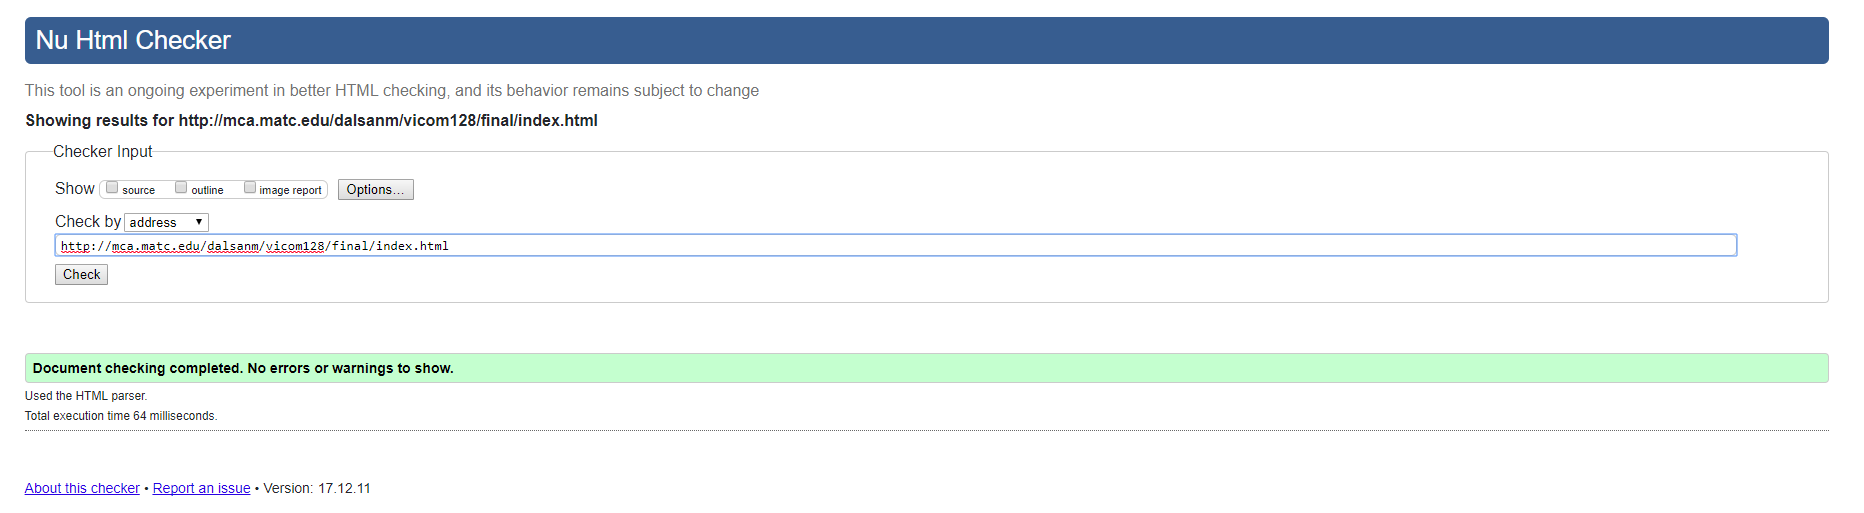 Nu Html Checker
This tool is an ongoing experiment in better HTML checking, and its behavior remains subject to change
Showing results for http://mca.matc.edu/dalsanm/vicom128/final/index.html
Checker Input
Show source outline image report Options...
Check by address
http://mca.matc.edu/dalsanm/vicom128/final/index.html
Check
Document checking completed. No errors or warnings to show.
Used the HTML parser.
Total execution time 64 milliseconds.
About this checker • Report an issue • Version: 17.12.11